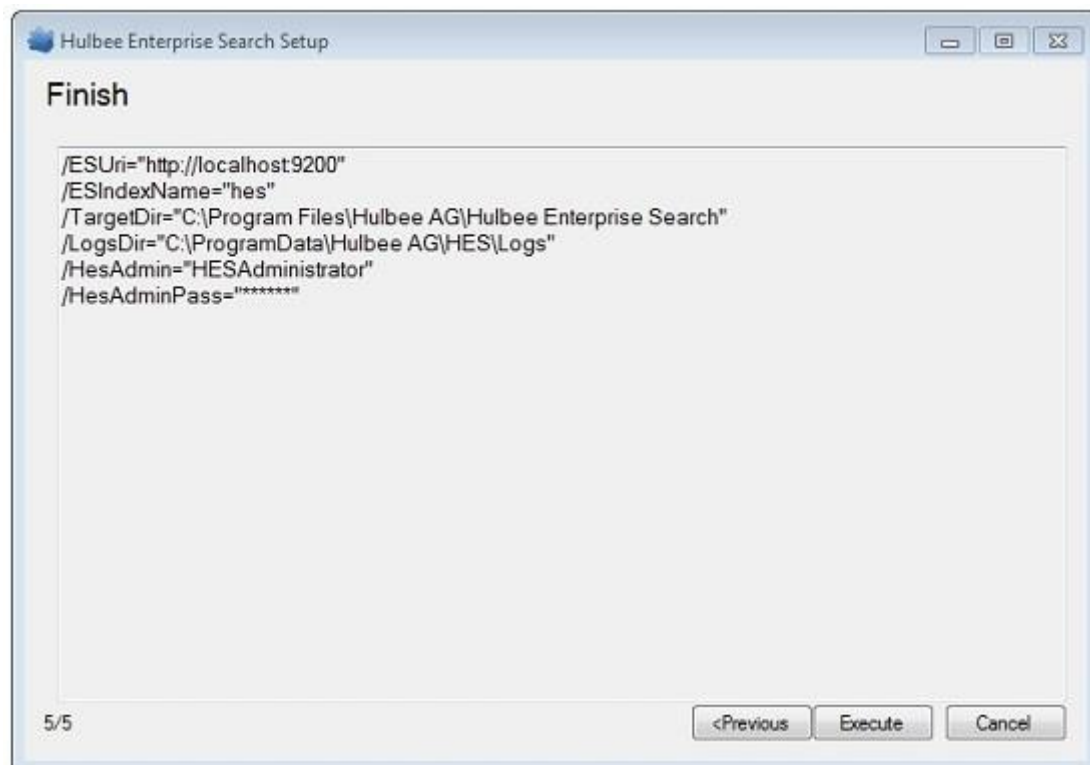 Hulbee Enterprise Search Setup
Finish
/ESUri="http://localhost:9200"
/ESIndexName="hes"
/TargetDir="C:\Program Files\Hulbee AG\Hulbee Enterprise Search"
/LogsDir="C:\ProgramData\Hulbee AG\HES\Logs"
/HesAdmin="HESAdministrator"
/HesAdminPass="******"
5/5
<Previous
Execute
Cancel